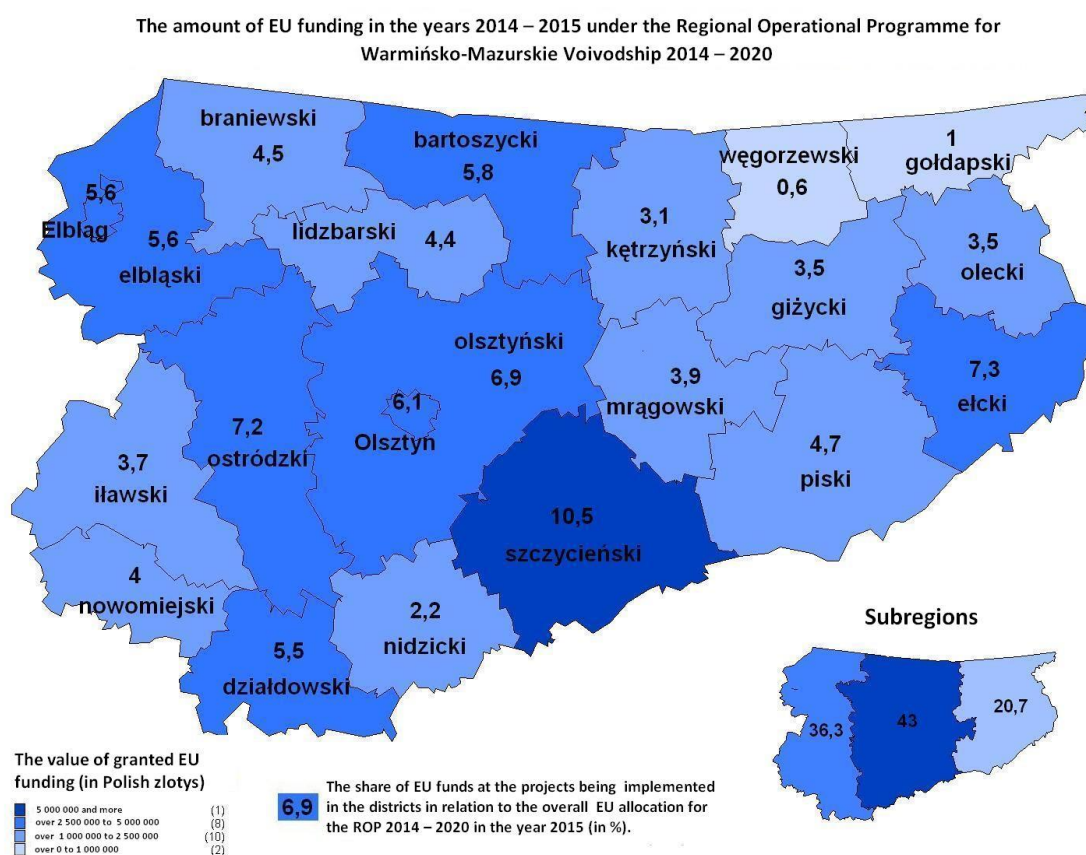 The amount of EU funding in the years 2014 – 2015 under the Regional Operational Programme for
Warmińsko-Mazurskie Voivodship 2014 – 2020
braniewski
4,5
bartoszycki
5,8
węgorzewski
0,6
1
gołdapski
5,6
Elbląg
5,6
elbląski
lidzbarski
4,4
3,1
kętrzyński
3,5
giżycki
3,5
olecki
olsztyński
6,9
6,1
Olsztyn
3,9
mrągowski
7,3
ełcki
7,2
ostródzki
4,7
piski
3,7
iławski
10,5
szczycieński
4
nowomiejski
2,2
nidzicki
5,5
działdowski
Subregions
36,3
43
20,7
The value of granted EU
funding (in Polish zlotys)
5 000 000 and more (1)
over 2 500 000 to 5 000 000 (8)
over 1 000 000 to 2 500 000 (10)
over 0 to 1 000 000 (2)
6,9
The share of EU funds at the projects being implemented
in the districts in relation to the overall EU allocation for
the ROP 2014 – 2020 in the year 2015 (in %).